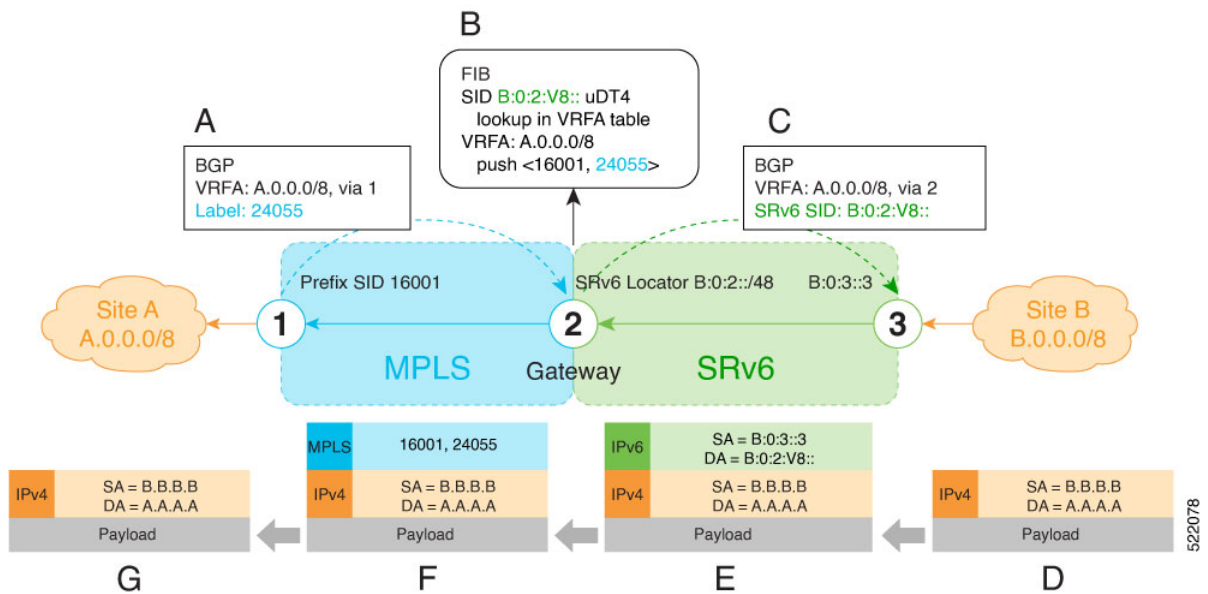 B
FIB
SID B:0:2:V8:: uDT4
lookup in VRFA table
VRFA: A.0.0.0/8
push <16001, 24055>
A
BGP
VRFA: A.0.0.0/8, via 1
Label: 24055
C
BGP
VRFA: A.0.0.0/8, via 2
SRv6 SID: B:0:2:V8::
Prefix SID 16001
SRv6 Locator B:0:2::/48
B:0:3::3
Site A
A.0.0.0/8
1
2
3
Site B
B.0.0.0/8
MPLS
Gateway
SRv6
IPv4
SA = B.B.B.B
DA = A.A.A.A
Payload
G
MPLS
16001, 24055
IPv4
SA = B.B.B.B
DA = A.A.A.A
Payload
F
IPv6
SA = B:0:3::3
DA = B:0:2:V8::
IPv4
SA = B.B.B.B
DA = A.A.A.A
Payload
E
IPv4
SA = B.B.B.B
DA = A.A.A.A
Payload
D
522078